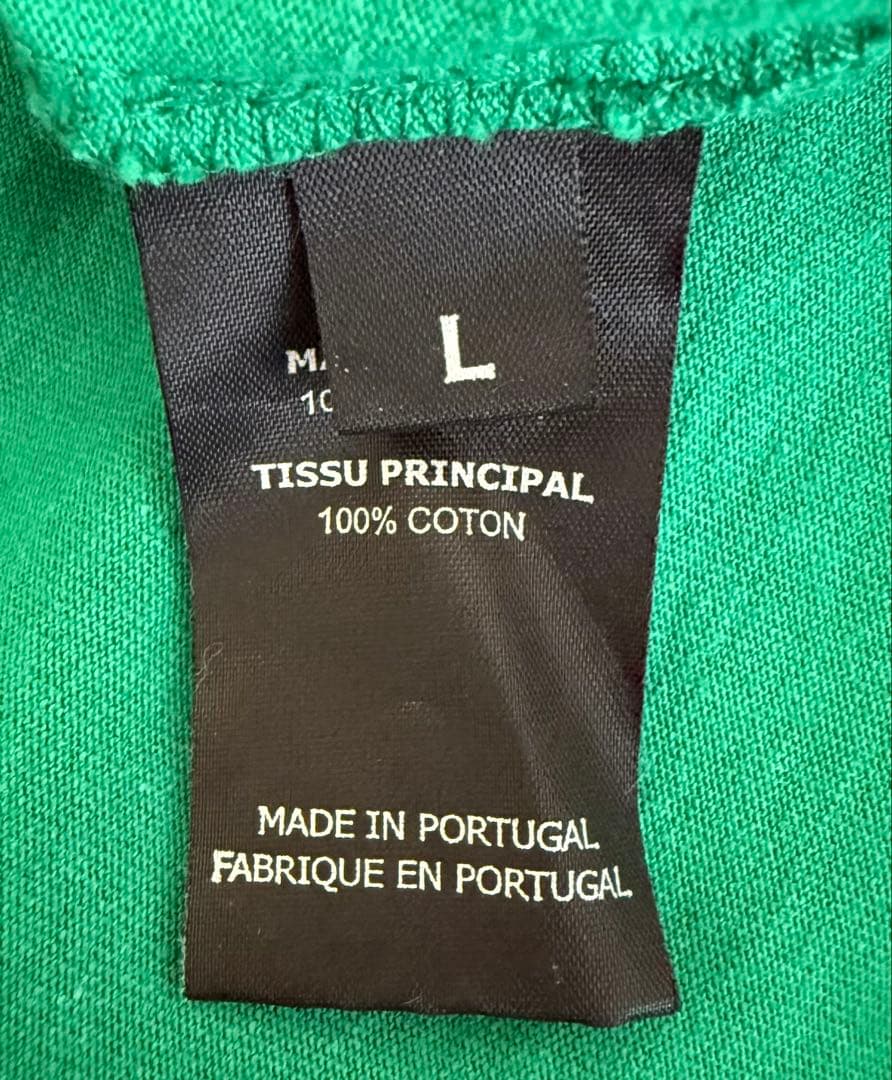 L
TISSU PRINCIPAL
100% COTON
MADE IN PORTUGAL
FABRIQUE EN PORTUGAL